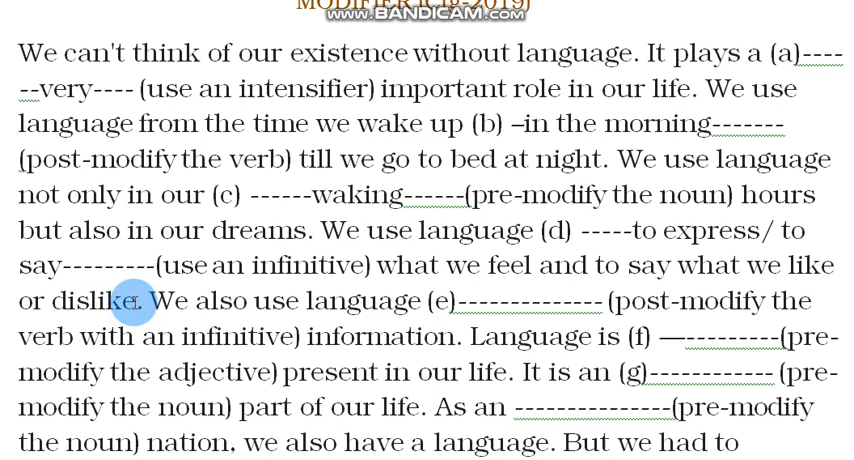 MODIFIER (Ctg-2019)
www.BANDICAM.com
We can't think of our existence without language. It plays a (a)----
--very---- (use an intensifier) important role in our life. We use
language from the time we wake up (b) –in the morning-------
(post-modify the verb) till we go to bed at night. We use language
not only in our (c) ------waking------(pre-modify the noun) hours
but also in our dreams. We use language (d) -----to express/ to
say---------(use an infinitive) what we feel and to say what we like
or dislike. We also use language (e)-------------- (post-modify the
verb with an infinitive) information. Language is (f) —---------(pre-
modify the adjective) present in our life. It is an (g)------------ (pre-
modify the noun) part of our life. As an ---------------(pre-modify
the noun) nation, we also have a language. But we had to